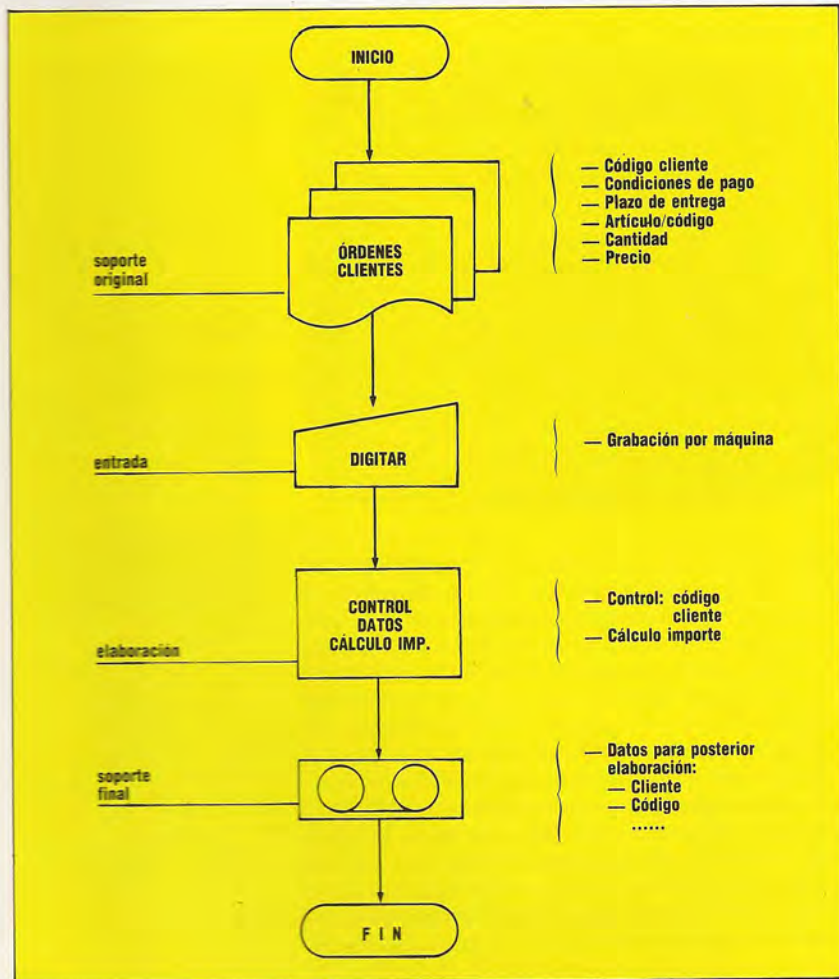 INICIO
— Código cliente
— Condiciones de pago
— Plazo de entrega
— Artículo/código
— Cantidad
— Precio
soporte
original
ÓRDENES
CLIENTES
entrada
DIGITAR
— Grabación por máquina
elaboración
CONTROL
DATOS
CÁLCULO IMP.
— Control: código
cliente
— Cálculo importe
soporte
final
— Datos para posterior
elaboración:
— Cliente
— Código
......
F I N